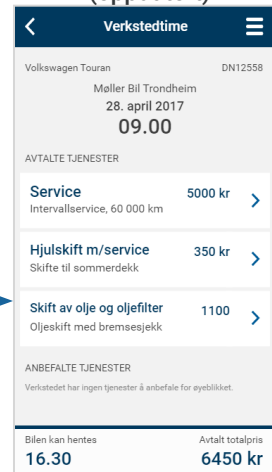 Verkstedtime
Volkswagen Touran DN12558
Møller Bil Trondheim
28. april 2017
09.00
AVTALTE TJENESTER
Service 5000 kr
Intervallservice, 60 000 km
Hjulskift m/service 350 kr
Skifte til sommerdekk
Skift av olje og oljefilter 1100
Oljeskift med bremsesjekk
ANBEFALTE TJENESTER
Verkstedet har ingen tjenester å anbefale for øyeblikket.
Bilen kan hentes Avtalt totalpris
16.30 6450 kr